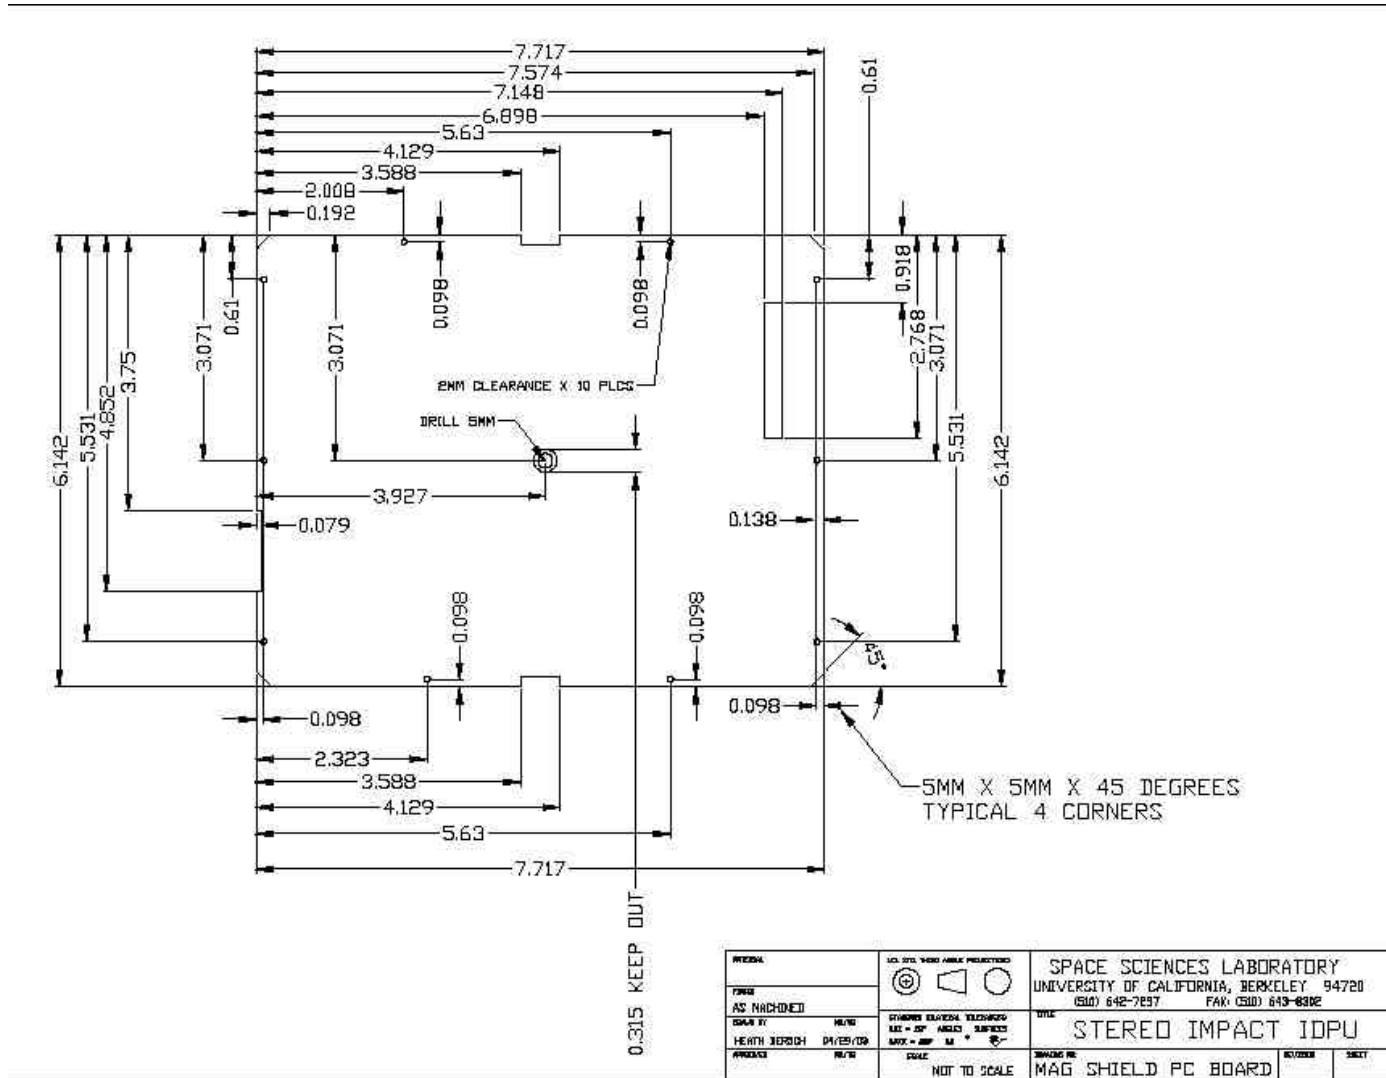 7.717
7.574
7.148
6.898
5.63
4.129
3.588
2.008
0.192
0.61
0.61
3.071
3.75
4.852
5.531
6.142
3.071
0.098
0.098
0.918
2.768
3.071
5.531
6.142
2MM CLEARANCE X 10 PLCS
DRILL 5MM
3.927
0.079
0.138
0.098
0.098
45°
0.098
0.098
2.323
3.588
4.129
5.63
7.717
5MM X 5MM X 45 DEGREES
TYPICAL 4 CORNERS
0.315 KEEP OUT
MATERIAL
FINISH
AS MACHINED
SPACE SCIENCES LABORATORY
UNIVERSITY OF CALIFORNIA, BERKELEY 94720
TITLE
STEREO IMPACT IDPU
SCALE
NOT TO SCALE
MAG SHIELD PC BOARD
SHEET